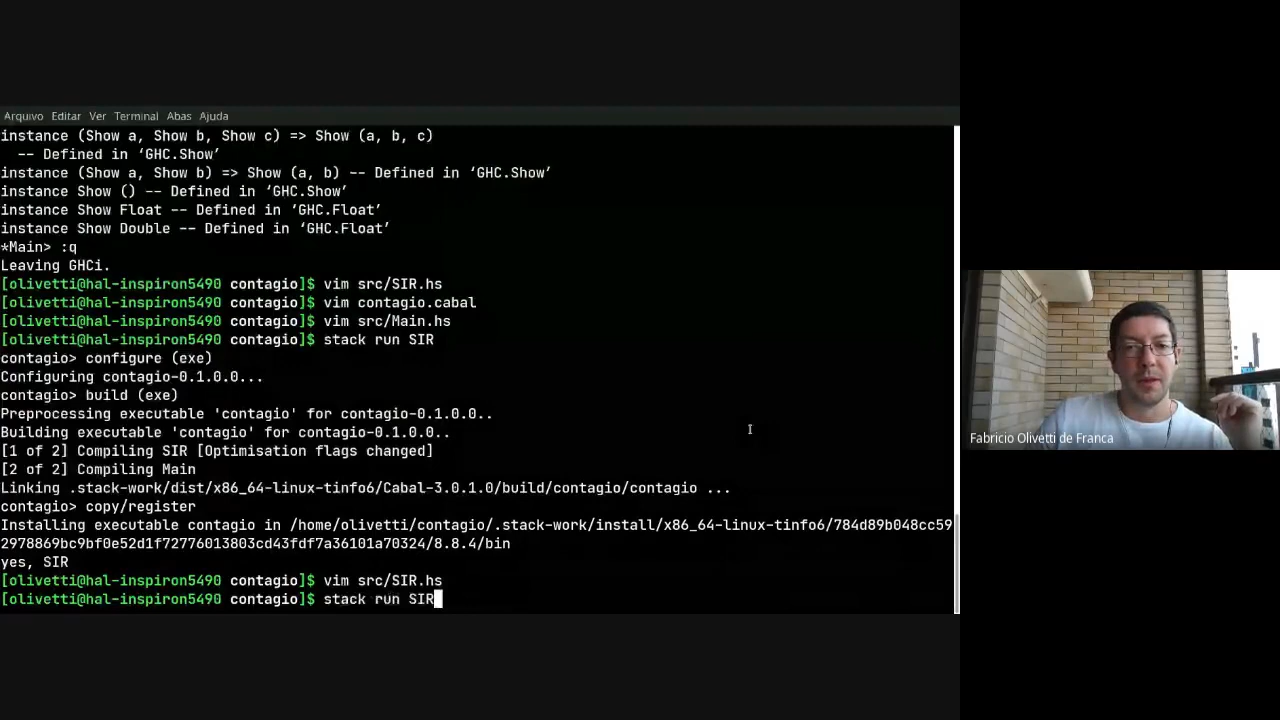 Arquivo Editar Ver Terminal Abas Ajuda
instance (Show a, Show b, Show c) => Show (a, b, c)
  -- Defined in ‘GHC.Show’
instance (Show a, Show b) => Show (a, b) -- Defined in ‘GHC.Show’
instance Show () -- Defined in ‘GHC.Show’
instance Show Float -- Defined in ‘GHC.Float’
instance Show Double -- Defined in ‘GHC.Float’
*Main> :q
Leaving GHCi.
[olivetti@hal-inspiron5490 contagio]$ vim src/SIR.hs
[olivetti@hal-inspiron5490 contagio]$ vim contagio.cabal
[olivetti@hal-inspiron5490 contagio]$ vim src/Main.hs
[olivetti@hal-inspiron5490 contagio]$ stack run SIR
contagio> configure (exe)
Configuring contagio-0.1.0.0...
contagio> build (exe)
Preprocessing executable 'contagio' for contagio-0.1.0.0..
Building executable 'contagio' for contagio-0.1.0.0..
[1 of 2] Compiling SIR [Optimisation flags changed]
[2 of 2] Compiling Main
Linking .stack-work/dist/x86_64-linux-tinfo6/Cabal-3.0.1.0/build/contagio/contagio ...
contagio> copy/register
Installing executable contagio in /home/olivetti/contagio/.stack-work/install/x86_64-linux-tinfo6/784d89b048cc59
2978869bc9bf0e52d1f72776013803cd43fdf7a36101a70324/8.8.4/bin
yes, SIR
[olivetti@hal-inspiron5490 contagio]$ vim src/SIR.hs
[olivetti@hal-inspiron5490 contagio]$ stack run SIR
Fabricio Olivetti de Franca